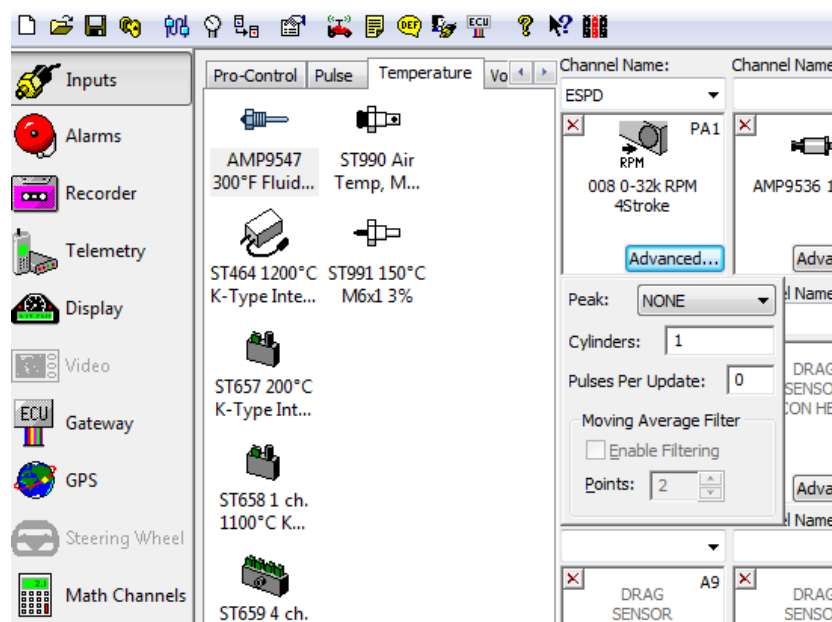 DEF
ECU
Inputs
Alarms
Recorder
Telemetry
Display
Video
ECU
Gateway
GPS
Steering Wheel
Math Channels
Pro-Control
Pulse
Temperature
Vo
AMP9547
300°F Fluid...
ST990 Air
Temp, M...
ST464 1200°C
K-Type Inte...
ST991 150°C
M6x1 3%
ST657 200°C
K-Type Int...
ST658 1 ch.
1100°C K...
ST659 4 ch.
Channel Name:
ESPD
PA1
RPM
008 0-32k RPM
4Stroke
Advanced...
Peak:
NONE
Cylinders:
1
Pulses Per Update:
0
Moving Average Filter
Enable Filtering
Points:
2
A9
DRAG
SENSOR
Channel Name
AMP9536 1
Adva
l Name
DRAG
SENSO
CON HE
Adva
l Name
DRAG
SENSO